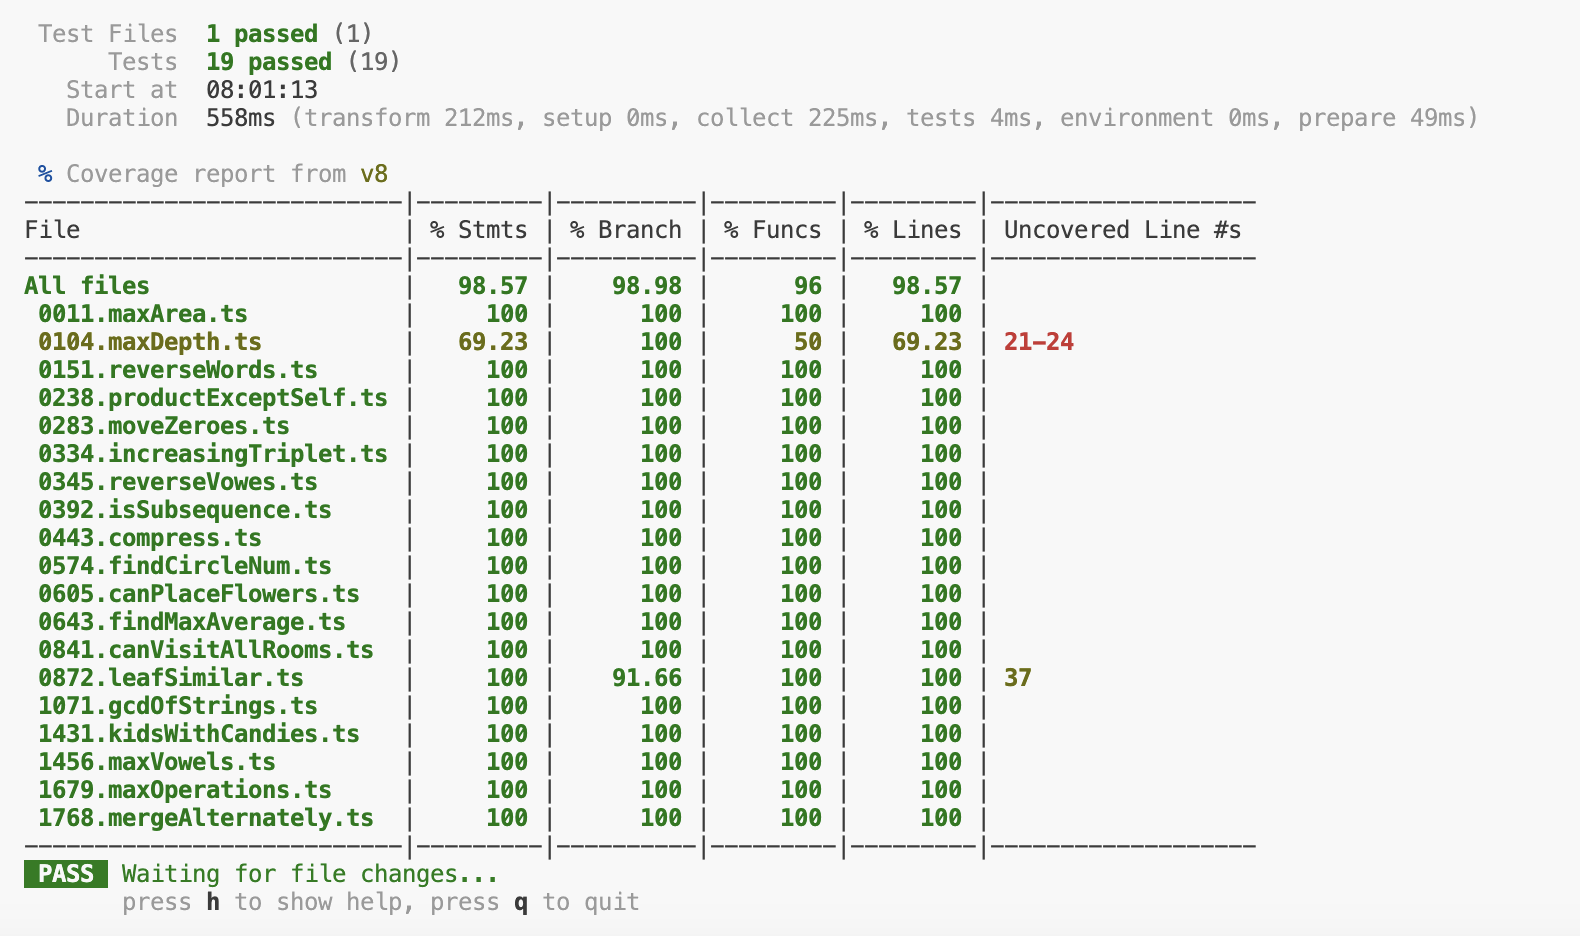 Test Files  1 passed (1)
Tests  19 passed (19)
Start at  08:01:13
Duration  558ms (transform 212ms, setup 0ms, collect 225ms, tests 4ms, environment 0ms, prepare 49ms)
% Coverage report from v8
---------------------------|---------|----------|---------|---------|-------------------
File                       | % Stmts | % Branch | % Funcs | % Lines | Uncovered Line #s
---------------------------|---------|----------|---------|---------|-------------------
All files                  |   98.57 |    98.98 |      96 |   98.57 |
 0011.maxArea.ts           |     100 |      100 |     100 |     100 |
 0104.maxDepth.ts          |   69.23 |      100 |      50 |   69.23 | 21-24
 0151.reverseWords.ts      |     100 |      100 |     100 |     100 |
 0238.productExceptSelf.ts |     100 |      100 |     100 |     100 |
 0283.moveZeroes.ts        |     100 |      100 |     100 |     100 |
 0334.increasingTriplet.ts |     100 |      100 |     100 |     100 |
 0345.reverseVowes.ts      |     100 |      100 |     100 |     100 |
 0392.isSubsequence.ts     |     100 |      100 |     100 |     100 |
 0443.compress.ts          |     100 |      100 |     100 |     100 |
 0574.findCircleNum.ts     |     100 |      100 |     100 |     100 |
 0605.canPlaceFlowers.ts   |     100 |      100 |     100 |     100 |
 0643.findMaxAverage.ts    |     100 |      100 |     100 |     100 |
 0841.canVisitAllRooms.ts  |     100 |      100 |     100 |     100 |
 0872.leafSimilar.ts       |     100 |    91.66 |     100 |     100 | 37
 1071.gcdOfStrings.ts      |     100 |      100 |     100 |     100 |
 1431.kidsWithCandies.ts   |     100 |      100 |     100 |     100 |
 1456.maxVowels.ts         |     100 |      100 |     100 |     100 |
 1679.maxOperations.ts     |     100 |      100 |     100 |     100 |
 1768.mergeAlternately.ts  |     100 |      100 |     100 |     100 |
---------------------------|---------|----------|---------|---------|-------------------
PASS  Waiting for file changes...
press h to show help, press q to quit